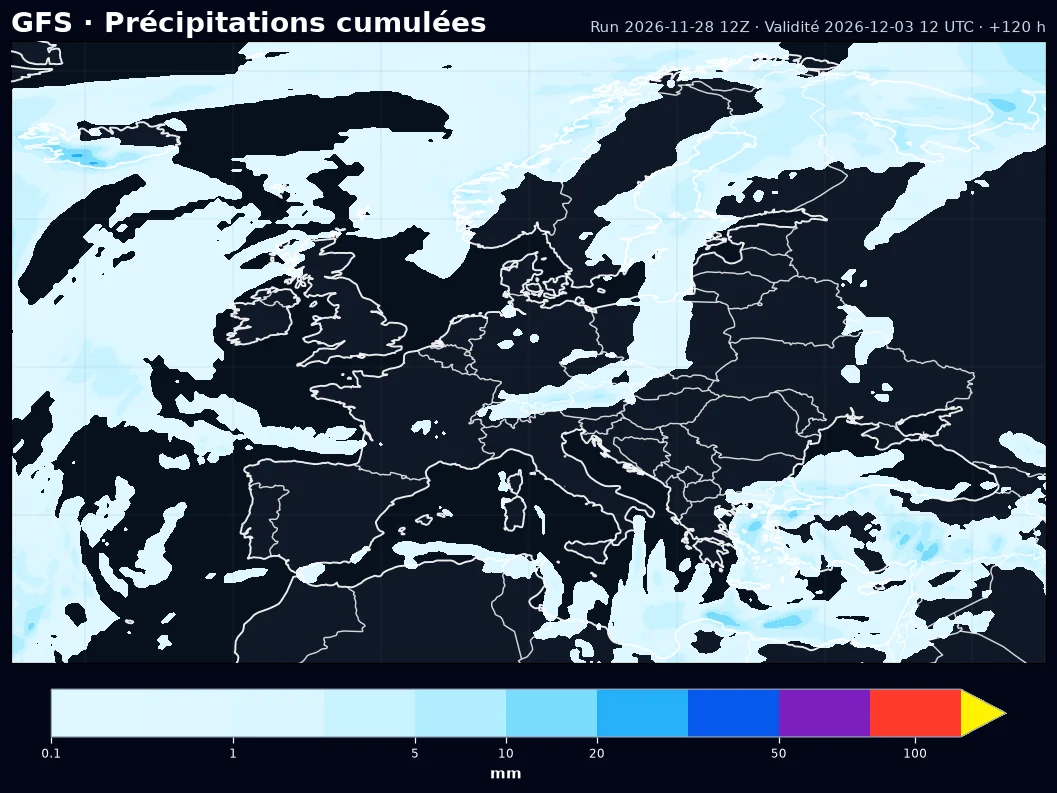 GFS · Précipitations cumulées
Run 2026-11-28 12Z · Validité 2026-12-03 12 UTC · +120 h
0.1 1 5 10 20 50 100
mm